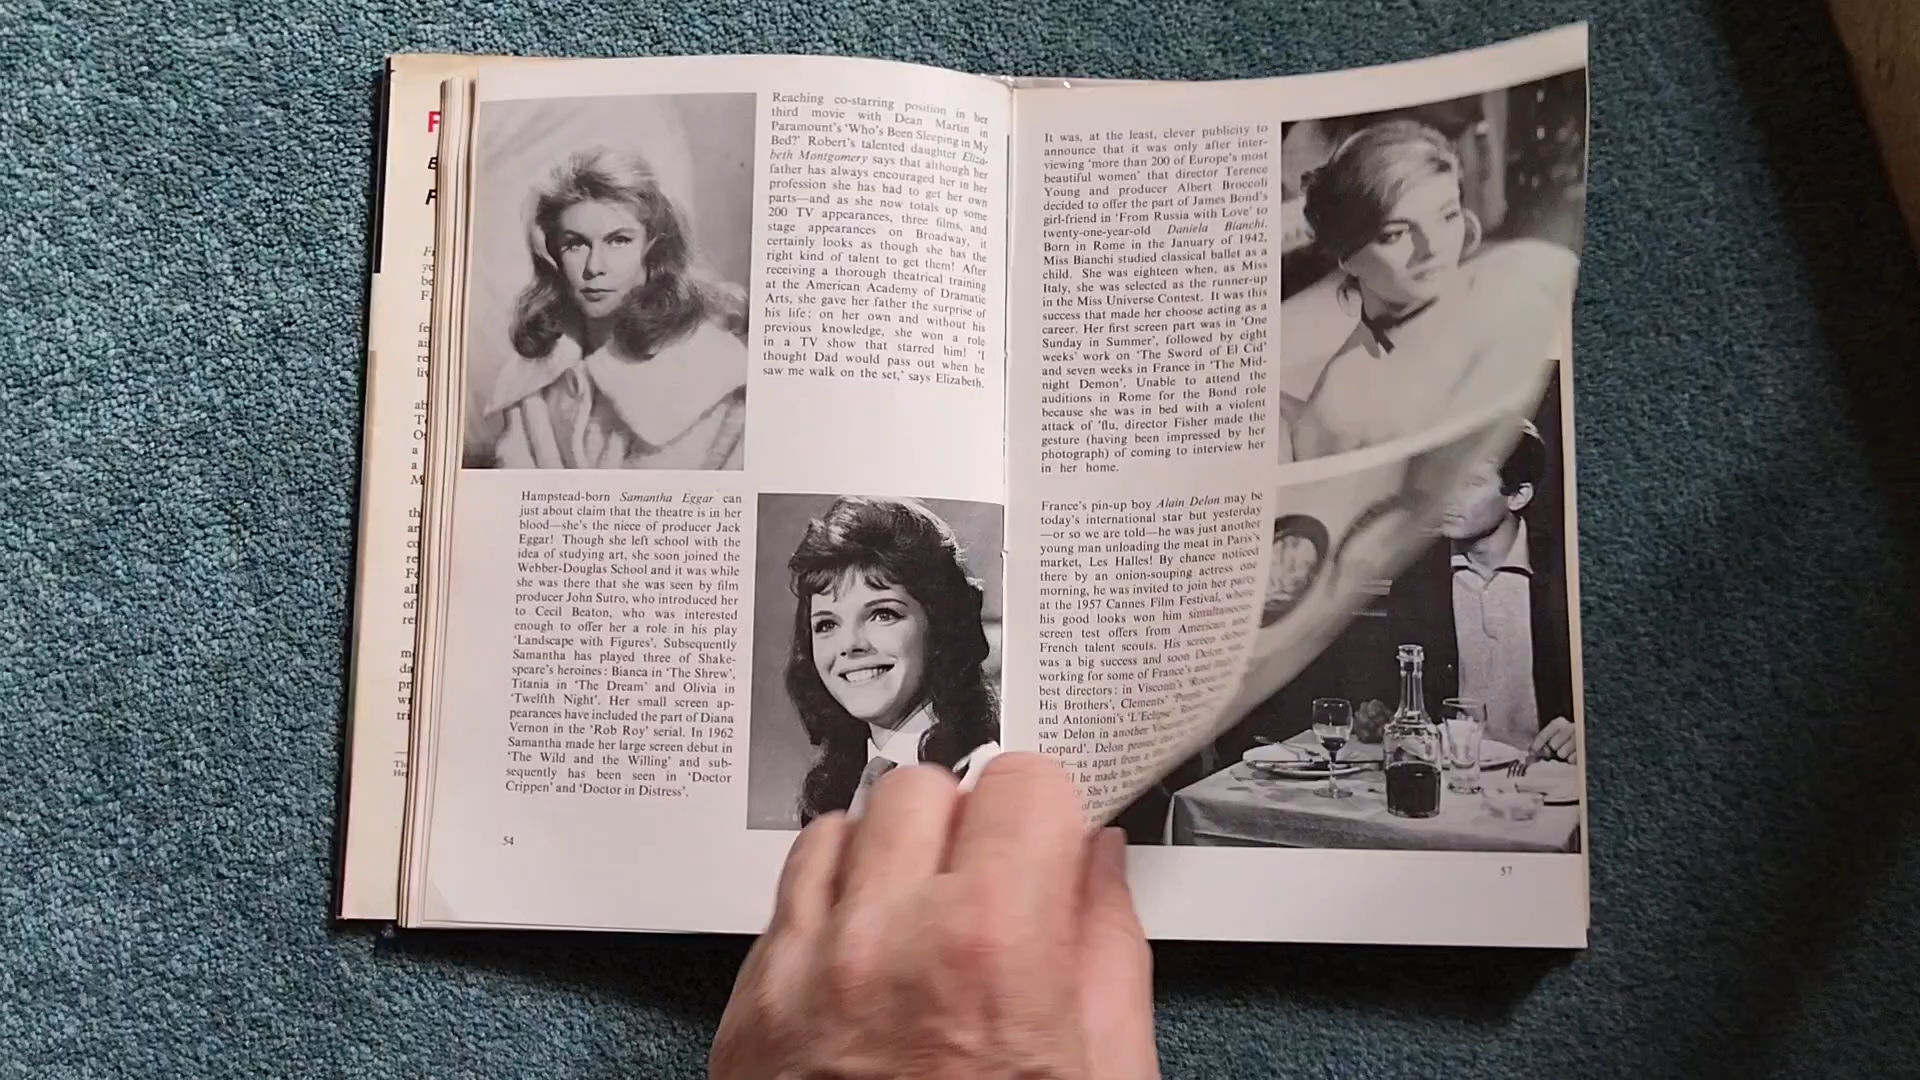 F
Reaching co-starring position in her
third movie with Dean Martin in
Paramount's 'Who's Been Sleeping in My
Bed?' Robert's talented daughter Eliza-
beth Montgomery says that although her
father has always encouraged her in her
profession she has had to get her own
parts—and as she now totals up some
200 TV appearances, three films, and
stage appearances on Broadway, it
certainly looks as though she has the
right kind of talent to get them! After
receiving a thorough theatrical training
at the American Academy of Dramatic
Arts, she gave her father the surprise of
his life: on her own and without his
previous knowledge, she won a role
in a TV show that starred him! 'I
thought Dad would pass out when he
saw me walk on the set,' says Elizabeth.
Hampstead-born Samantha Eggar can
just about claim that the theatre is in her
blood—she's the niece of producer Jack
Eggar! Though she left school with the
idea of studying art, she soon joined the
Webber-Douglas School and it was while
she was there that she was seen by film
producer John Sutro, who introduced her
to Cecil Beaton, who was interested
enough to offer her a role in his play
'Landscape with Figures'. Subsequently
Samantha has played three of Shake-
speare's heroines: Bianca in 'The Shrew',
Titania in 'The Dream' and Olivia in
'Twelfth Night'. Her small screen ap-
pearances have included the part of Diana
Vernon in the 'Rob Roy' serial. In 1962
Samantha made her large screen debut in
'The Wild and the Willing' and sub-
sequently has been seen in 'Doctor
Crippen' and 'Doctor in Distress'.
54
It was, at the least, clever publicity to
announce that it was only after inter-
viewing 'more than 200 of Europe's most
beautiful women' that director Terence
Young and producer Albert Broccoli
decided to offer the part of James Bond's
girl-friend in 'From Russia with Love' to
twenty-one-year-old Daniela Bianchi.
Born in Rome in the January of 1942,
Miss Bianchi studied classical ballet as a
child. She was eighteen when, as Miss
Italy, she was selected as the runner-up
in the Miss Universe Contest. It was this
success that made her choose acting as a
career. Her first screen part was in 'One
Sunday in Summer', followed by eight
weeks' work on 'The Sword of El Cid'
and seven weeks in France in 'The Mid-
night Demon'. Unable to attend the
auditions in Rome for the Bond role
because she was in bed with a violent
attack of 'flu, director Fisher made the
gesture (having been impressed by her
photograph) of coming to interview her
in her home.
France's pin-up boy Alain Delon may be
today's international star but yesterday
—or so we are told—he was just another
young man unloading the meat in Paris's
market, Les Halles! By chance noticed
there by an onion-souping actress one
morning, he was invited to join her party
at the 1957 Cannes Film Festival, where
his good looks won him simultaneous
screen test offers from American and
French talent scouts. His screen debut
was a big success and soon Delon was
working for some of France's and
best directors: in Visconti's
His Brothers', Clements'
and Antonioni's 'L'Eclipse'
saw Delon in another
Leopard'. Delon
as apart from a
he made his
She's a
of the
57